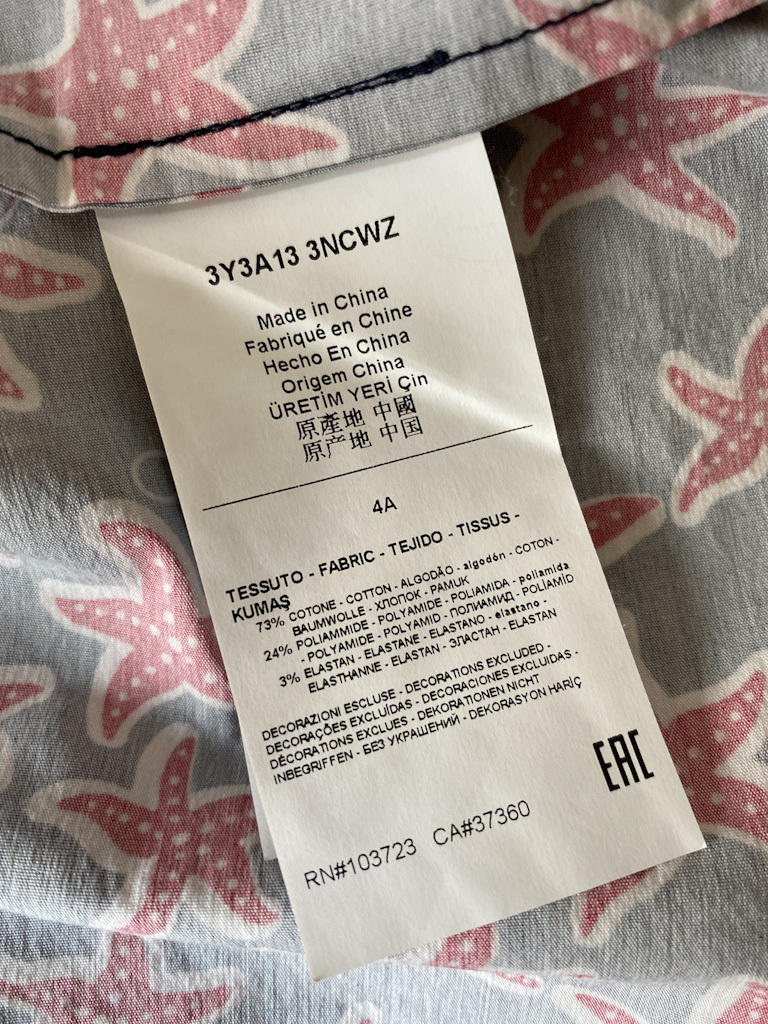 3Y3A13 3NCWZ
Made in China
Fabriqué en Chine
Hecho En China
Origem China
ÜRETİM YERİ Çin
原產地 中國
原产地 中国
4A
TESSUTO - FABRIC - TEJIDO - TISSUS -
KUMAŞ
73% COTONE - COTTON - ALGODÃO - algodón - COTON -
BAUMWOLLE - ХЛОПОК - PAMUK
24% POLIAMMIDE - POLYAMIDE - POLIAMIDA - poliamida
- POLYAMIDE - POLYAMID - ПОЛИАМИД - POLİAMİD
3% ELASTAN - ELASTANE - ELASTANO - elastano -
ELASTHANNE - ELASTAN - ЭЛАСТАН - ELASTAN
DECORAZIONI ESCLUSE - DECORATIONS EXCLUDED -
DECORAÇÕES EXCLUÍDAS - DECORACIONES EXCLUIDAS -
DÉCORATIONS EXCLUES - DEKORATIONEN NICHT
INBEGRIFFEN - БЕЗ УКРАШЕНИЙ - DEKORASYON HARİÇ
EAC
RN#103723 CA#37360